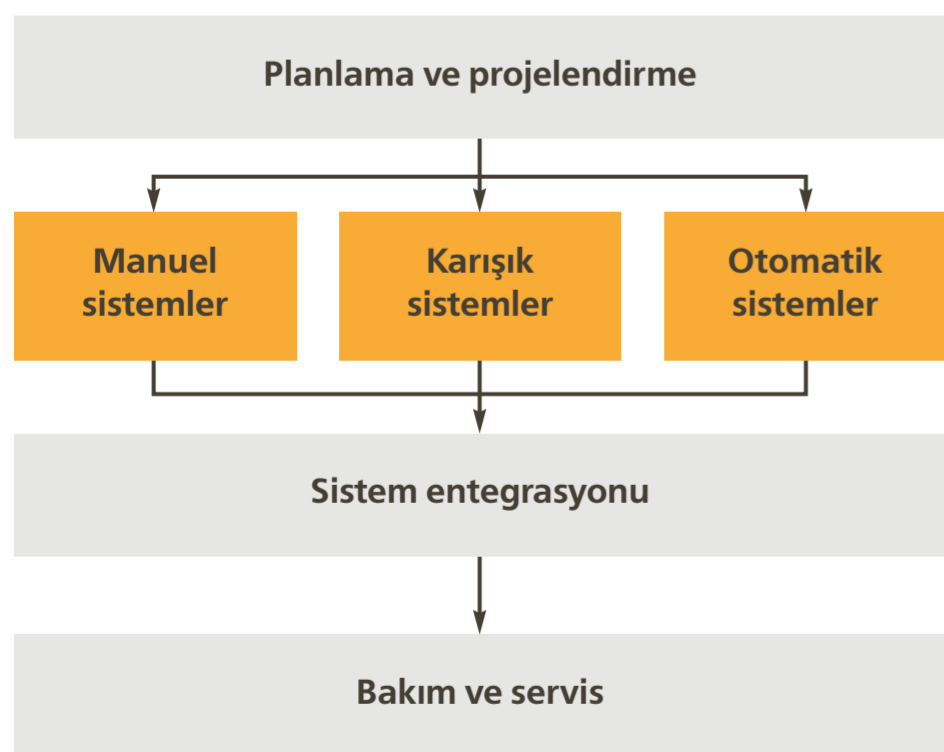 Planlama ve projelendirme
Manuel
sistemler
Karışık
sistemler
Otomatik
sistemler
Sistem entegrasyonu
Bakım ve servis